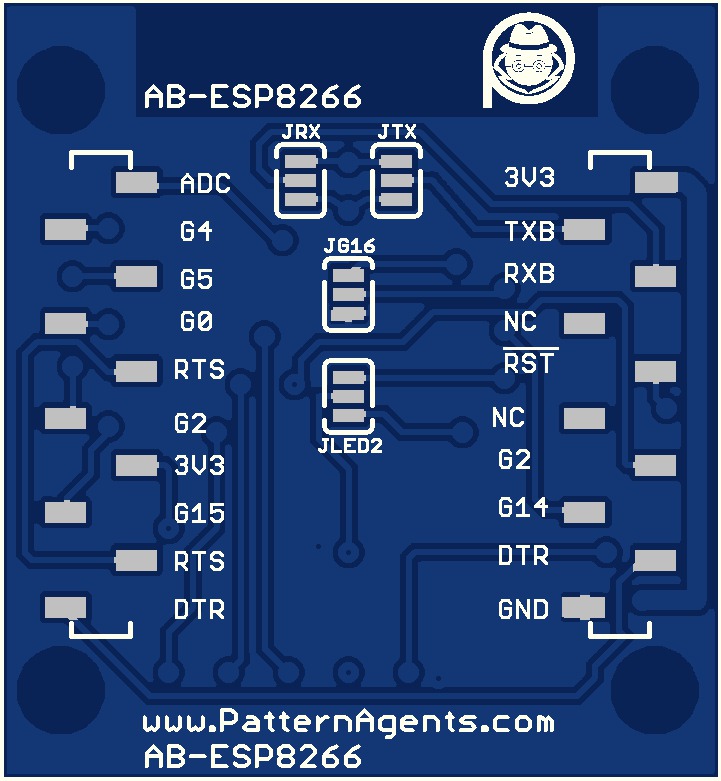 AB-ESP8266
JRX JTX
ADC
G4
G5
G0
RTS
G2
3V3
G15
RTS
DTR
JG16
JLED2
3V3
TXB
RXB
NC
RST
NC
G2
G14
DTR
GND
www.PatternAgents.com
AB-ESP8266